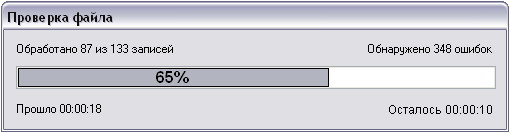 Проверка файла
Обработано 87 из 133 записей Обнаружено 348 ошибок
65%
Прошло 00:00:18 Осталось 00:00:10